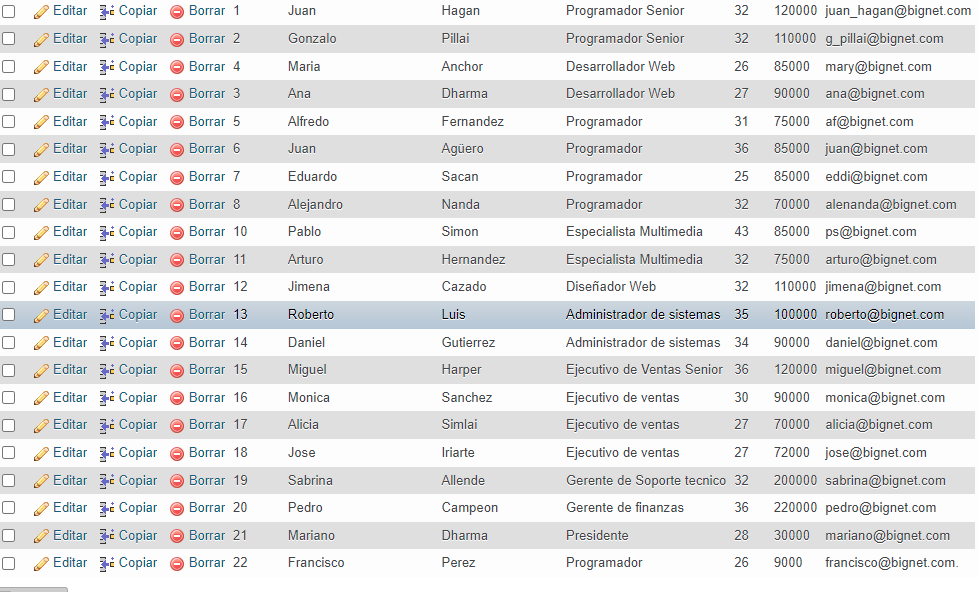 Editar Copiar Borrar 1 Juan Hagan Programador Senior 32 120000 juan_hagan@bignet.com
Editar Copiar Borrar 2 Gonzalo Pillai Programador Senior 32 110000 g_pillai@bignet.com
Editar Copiar Borrar 4 Maria Anchor Desarrollador Web 26 85000 mary@bignet.com
Editar Copiar Borrar 3 Ana Dharma Desarrollador Web 27 90000 ana@bignet.com
Editar Copiar Borrar 5 Alfredo Fernandez Programador 31 75000 af@bignet.com
Editar Copiar Borrar 6 Juan Agüero Programador 36 85000 juan@bignet.com
Editar Copiar Borrar 7 Eduardo Sacan Programador 25 85000 eddi@bignet.com
Editar Copiar Borrar 8 Alejandro Nanda Programador 32 70000 alenanda@bignet.com
Editar Copiar Borrar 10 Pablo Simon Especialista Multimedia 43 85000 ps@bignet.com
Editar Copiar Borrar 11 Arturo Hernandez Especialista Multimedia 32 75000 arturo@bignet.com
Editar Copiar Borrar 12 Jimena Cazado Diseñador Web 32 110000 jimena@bignet.com
Editar Copiar Borrar 13 Roberto Luis Administrador de sistemas 35 100000 roberto@bignet.com
Editar Copiar Borrar 14 Daniel Gutierrez Administrador de sistemas 34 90000 daniel@bignet.com
Editar Copiar Borrar 15 Miguel Harper Ejecutivo de Ventas Senior 36 120000 miguel@bignet.com
Editar Copiar Borrar 16 Monica Sanchez Ejecutivo de ventas 30 90000 monica@bignet.com
Editar Copiar Borrar 17 Alicia Simlai Ejecutivo de ventas 27 70000 alicia@bignet.com
Editar Copiar Borrar 18 Jose Iriarte Ejecutivo de ventas 27 72000 jose@bignet.com
Editar Copiar Borrar 19 Sabrina Allende Gerente de Soporte tecnico 32 200000 sabrina@bignet.com
Editar Copiar Borrar 20 Pedro Campeon Gerente de finanzas 36 220000 pedro@bignet.com
Editar Copiar Borrar 21 Mariano Dharma Presidente 28 30000 mariano@bignet.com
Editar Copiar Borrar 22 Francisco Perez Programador 26 9000 francisco@bignet.com.